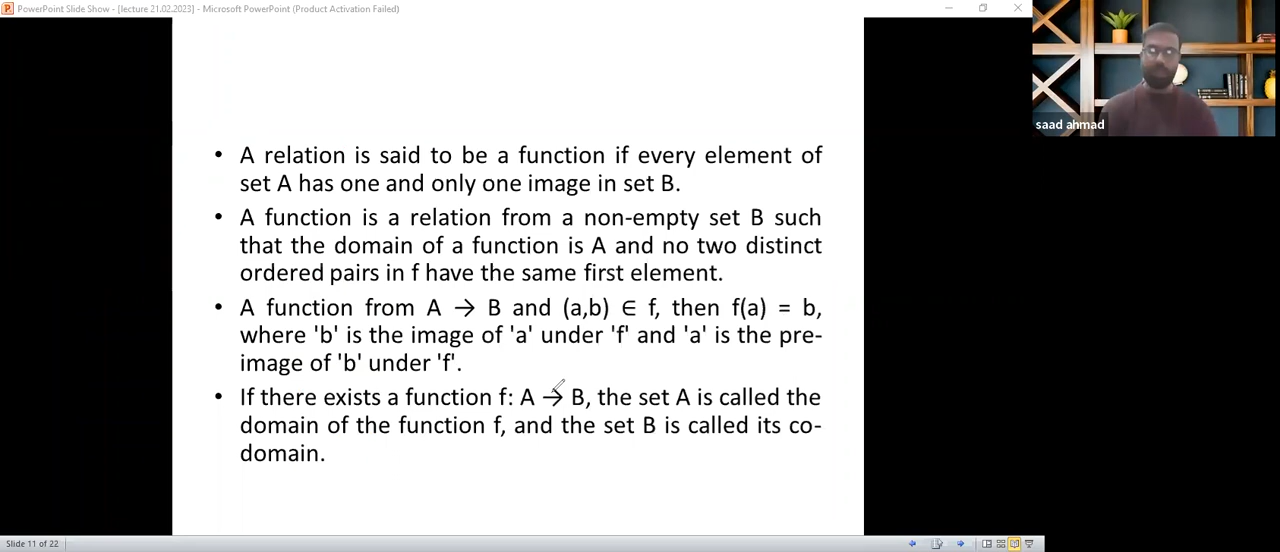 PowerPoint Slide Show - [lecture 21.02.2023] - Microsoft PowerPoint (Product Activation Failed)
saad ahmad
• A relation is said to be a function if every element of
set A has one and only one image in set B.
• A function is a relation from a non-empty set B such
that the domain of a function is A and no two distinct
ordered pairs in f have the same first element.
• A function from A → B and (a,b) ∈ f, then f(a) = b,
where 'b' is the image of 'a' under 'f' and 'a' is the pre-
image of 'b' under 'f'.
• If there exists a function f: A → B, the set A is called the
domain of the function f, and the set B is called its co-
domain.
Slide 11 of 22